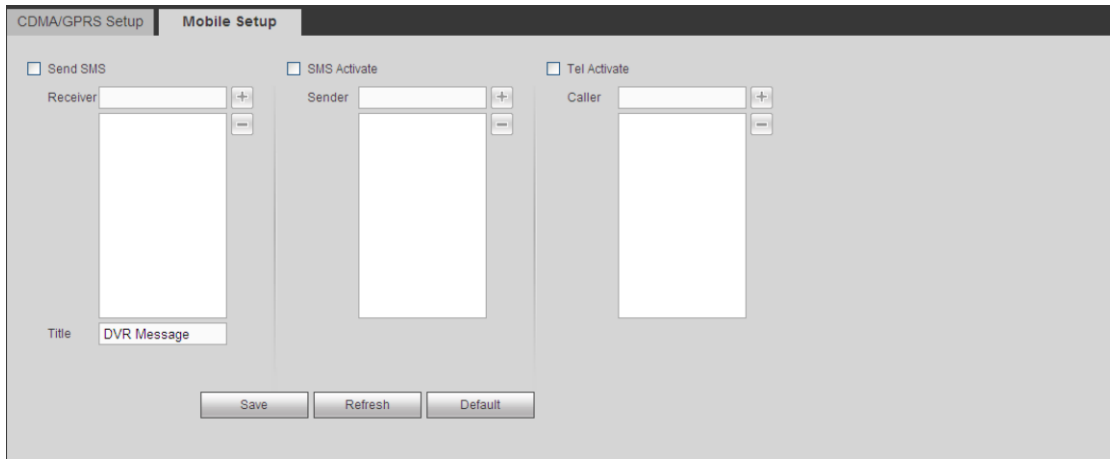 CDMA/GPRS Setup
Mobile Setup
Send SMS
SMS Activate
Tel Activate
Receiver
Sender
Caller
Title
DVR Message
Save
Refresh
Default